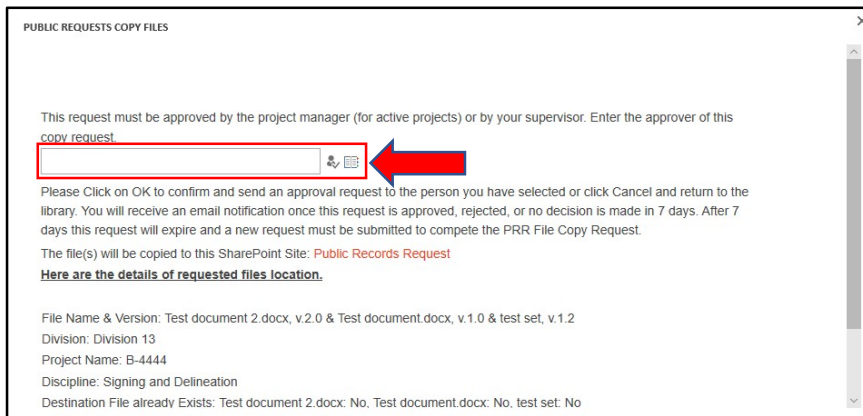 PUBLIC REQUESTS COPY FILES
This request must be approved by the project manager (for active projects) or by your supervisor. Enter the approver of this
copy request.
Please Click on OK to confirm and send an approval request to the person you have selected or click Cancel and return to the
library. You will receive an email notification once this request is approved, rejected, or no decision is made in 7 days. After 7
days this request will expire and a new request must be submitted to compete the PRR File Copy Request.
The file(s) will be copied to this SharePoint Site: Public Records Request
Here are the details of requested files location.
File Name & Version: Test document 2.docx, v.2.0 & Test document.docx, v.1.0 & test set, v.1.2
Division: Division 13
Project Name: B-4444
Discipline: Signing and Delineation
Destination File already Exists: Test document 2.docx: No, Test document.docx: No, test set: No